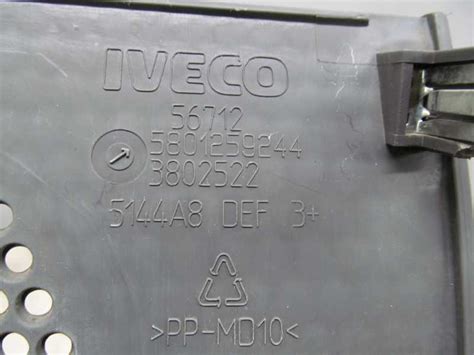 IVECO
56712
5801259244
3802522
5144A8 DEF 3+
>PP-MD10<